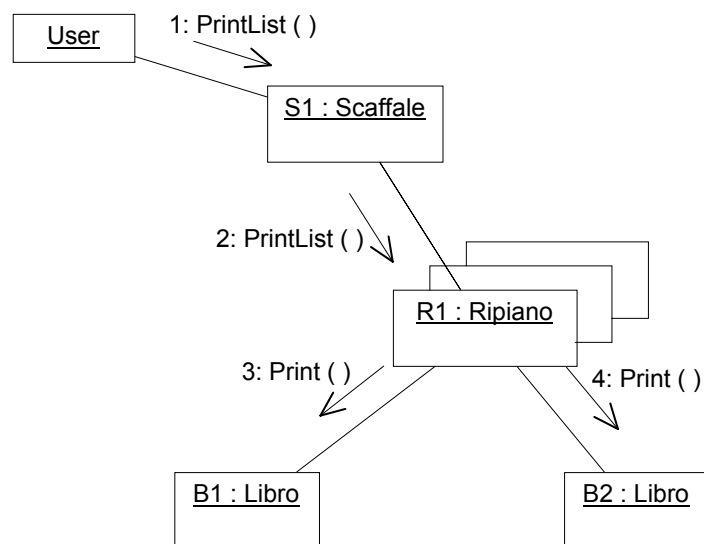 User
1: PrintList ( )
S1 : Scaffale
2: PrintList ( )
R1 : Ripiano
3: Print ( )
4: Print ( )
B1 : Libro
B2 : Libro